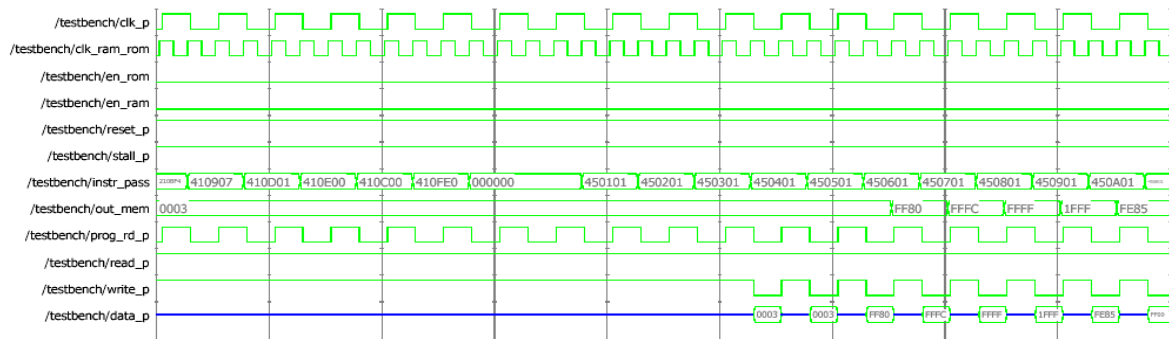 /testbench/clk_p
/testbench/clk_ram_rom
/testbench/en_rom
/testbench/en_ram
/testbench/reset_p
/testbench/stall_p
/testbench/instr_pass 410907 410D01 410E00 410C00 410FE0 000000 450101 450201 450301 450401 450501 450601 450701 450801 450901 450A01
/testbench/out_mem 0003 FF80 FFFC FFFF 1FFF FE85
/testbench/prog_rd_p
/testbench/read_p
/testbench/write_p
/testbench/data_p 0003 0003 FF80 FFFC FFFF 1FFF FE85